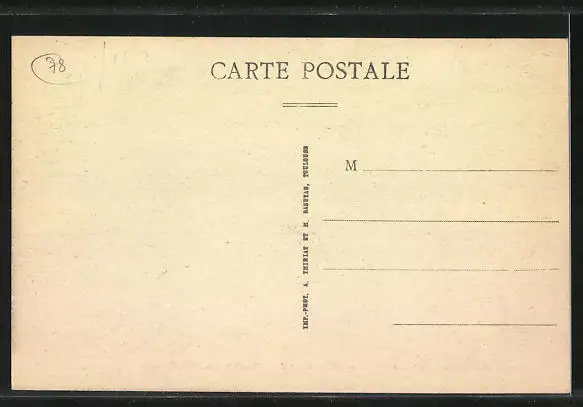 78
CARTE POSTALE
M
IMP.-PHOT. A. THIRIAT ET H. BASUYAU, TOULOUSE